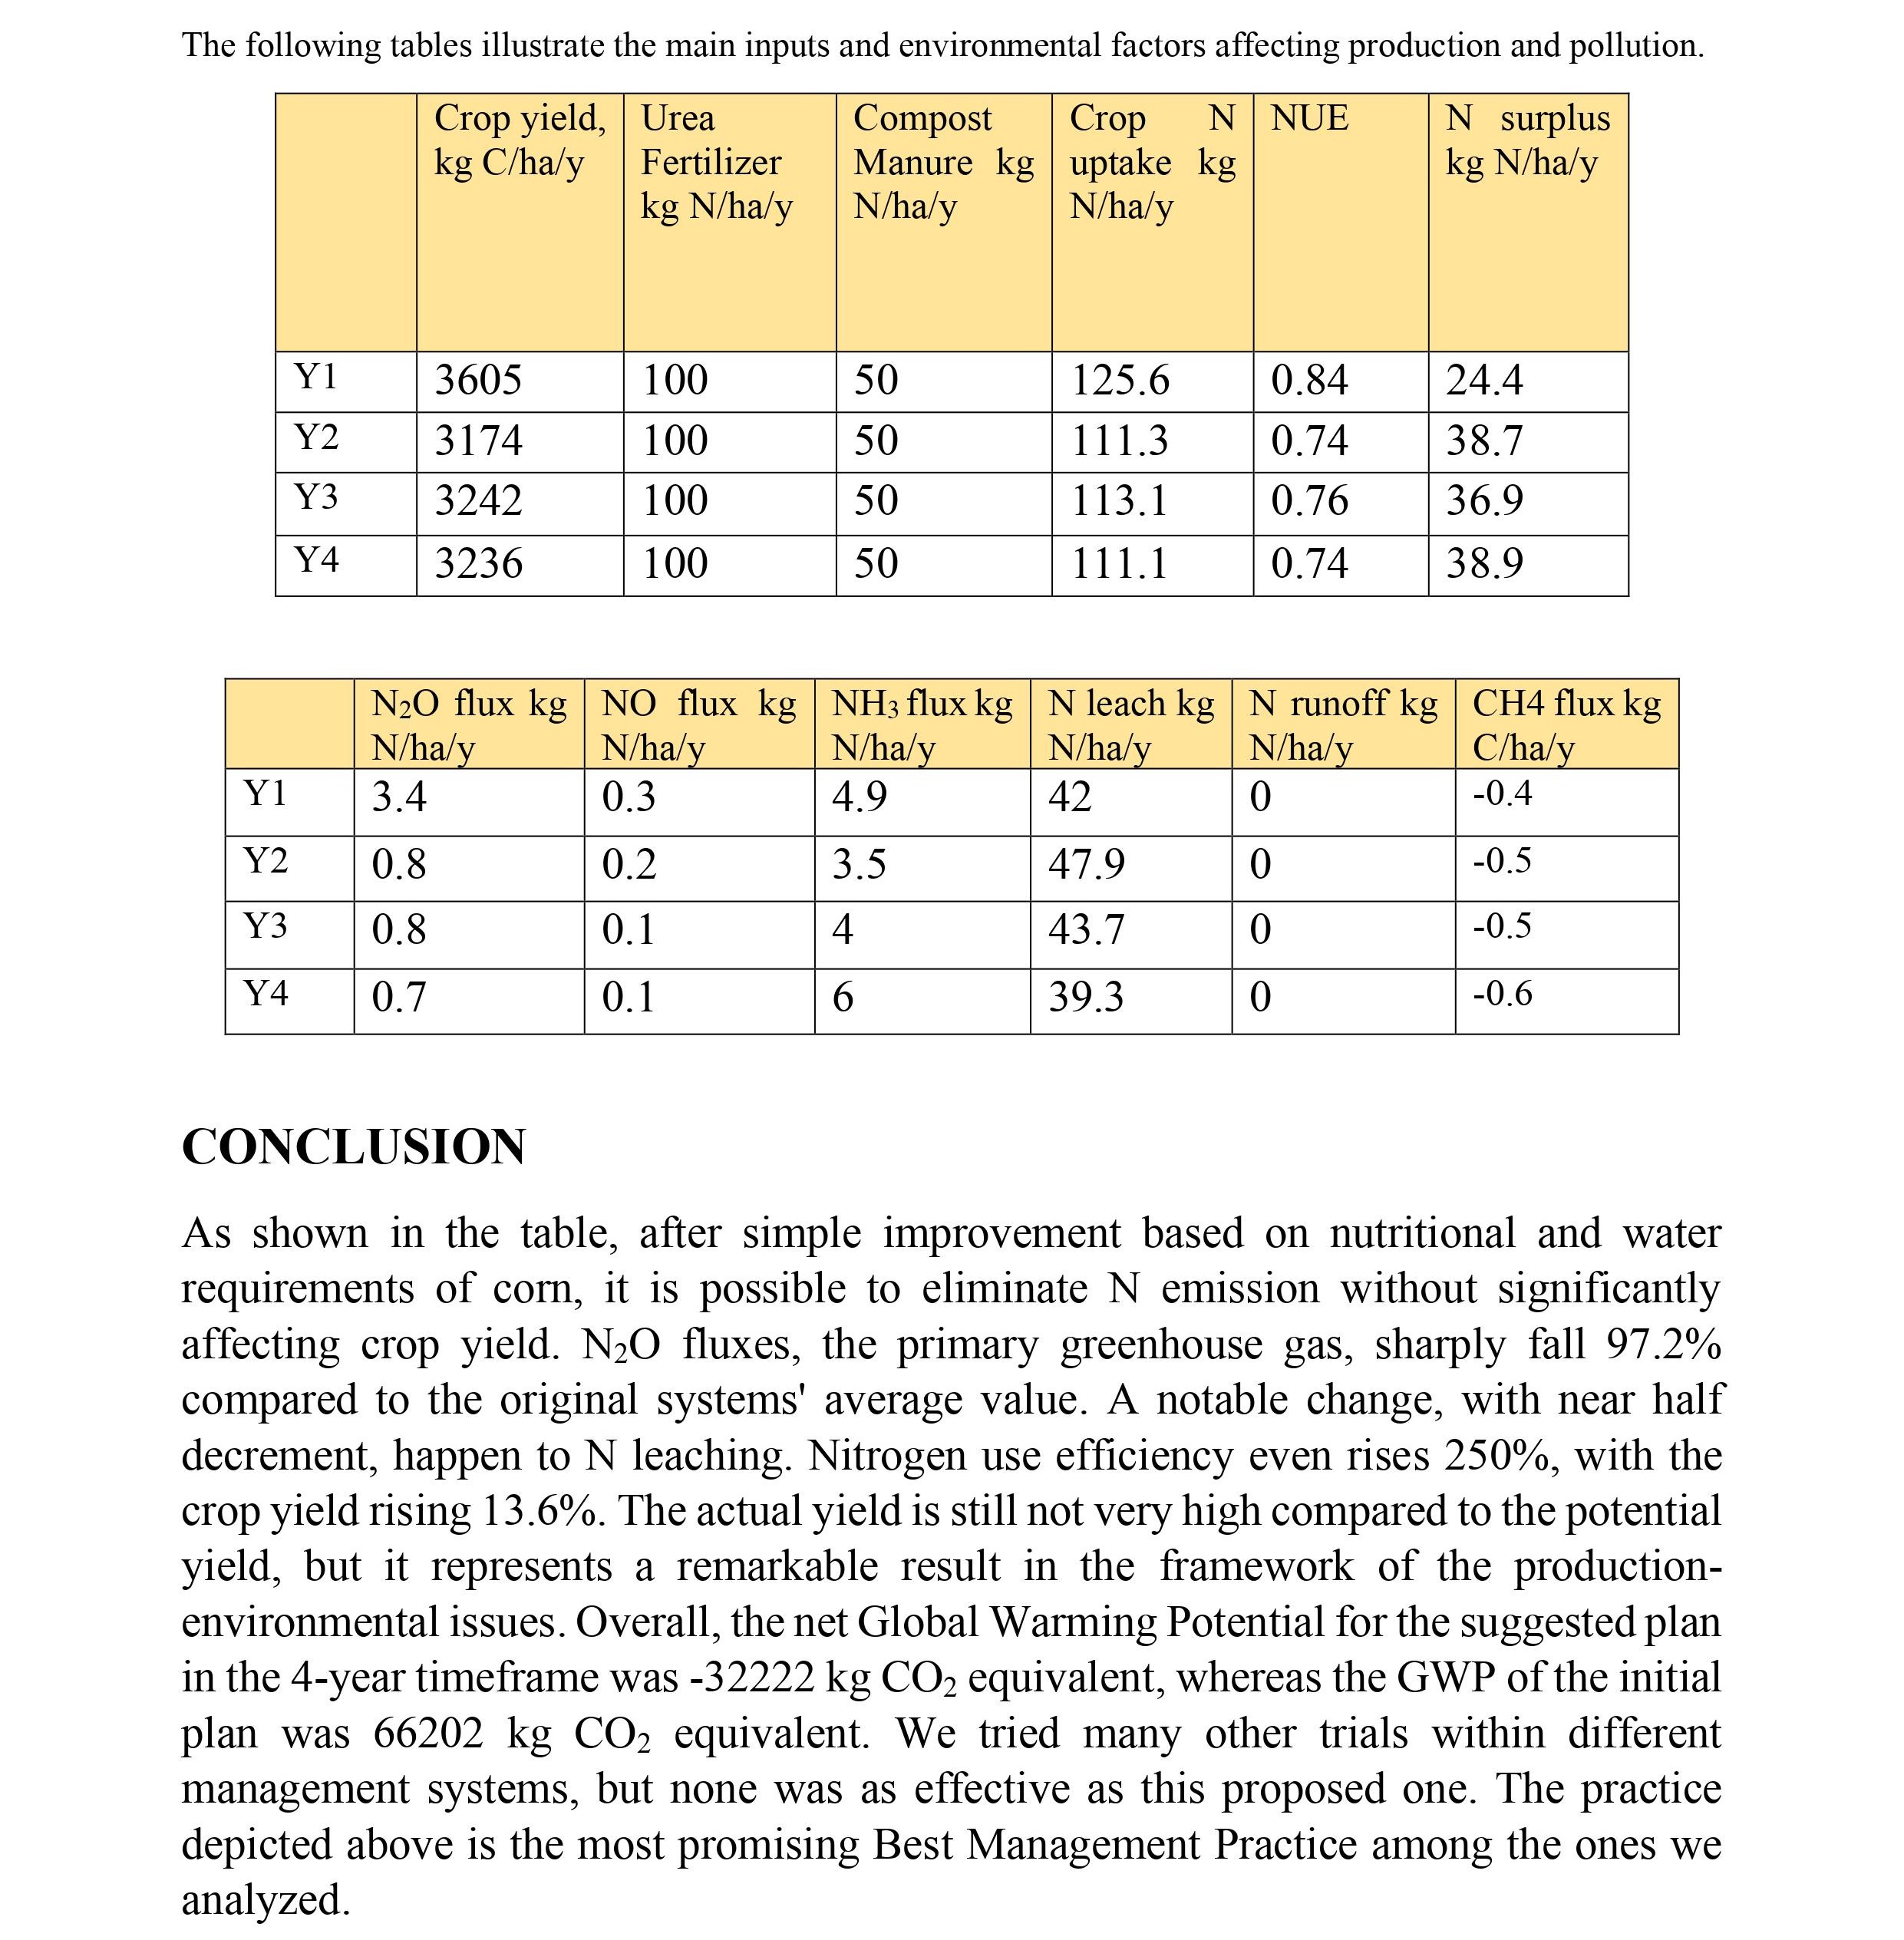 The following tables illustrate the main inputs and environmental factors affecting production and pollution.
Crop yield, kg C/ha/y Urea Fertilizer kg N/ha/y Compost Manure kg N/ha/y Crop N uptake kg N/ha/y NUE N surplus kg N/ha/y
Y1 3605 100 50 125.6 0.84 24.4
Y2 3174 100 50 111.3 0.74 38.7
Y3 3242 100 50 113.1 0.76 36.9
Y4 3236 100 50 111.1 0.74 38.9
N₂O flux kg N/ha/y NO flux kg N/ha/y NH₃ flux kg N/ha/y N leach kg N/ha/y N runoff kg N/ha/y CH4 flux kg C/ha/y
Y1 3.4 0.3 4.9 42 0 -0.4
Y2 0.8 0.2 3.5 47.9 0 -0.5
Y3 0.8 0.1 4 43.7 0 -0.5
Y4 0.7 0.1 6 39.3 0 -0.6
CONCLUSION
As shown in the table, after simple improvement based on nutritional and water
requirements of corn, it is possible to eliminate N emission without significantly
affecting crop yield. N₂O fluxes, the primary greenhouse gas, sharply fall 97.2%
compared to the original systems' average value. A notable change, with near half
decrement, happen to N leaching. Nitrogen use efficiency even rises 250%, with the
crop yield rising 13.6%. The actual yield is still not very high compared to the potential
yield, but it represents a remarkable result in the framework of the production-
environmental issues. Overall, the net Global Warming Potential for the suggested plan
in the 4-year timeframe was -32222 kg CO₂ equivalent, whereas the GWP of the initial
plan was 66202 kg CO₂ equivalent. We tried many other trials within different
management systems, but none was as effective as this proposed one. The practice
depicted above is the most promising Best Management Practice among the ones we
analyzed.